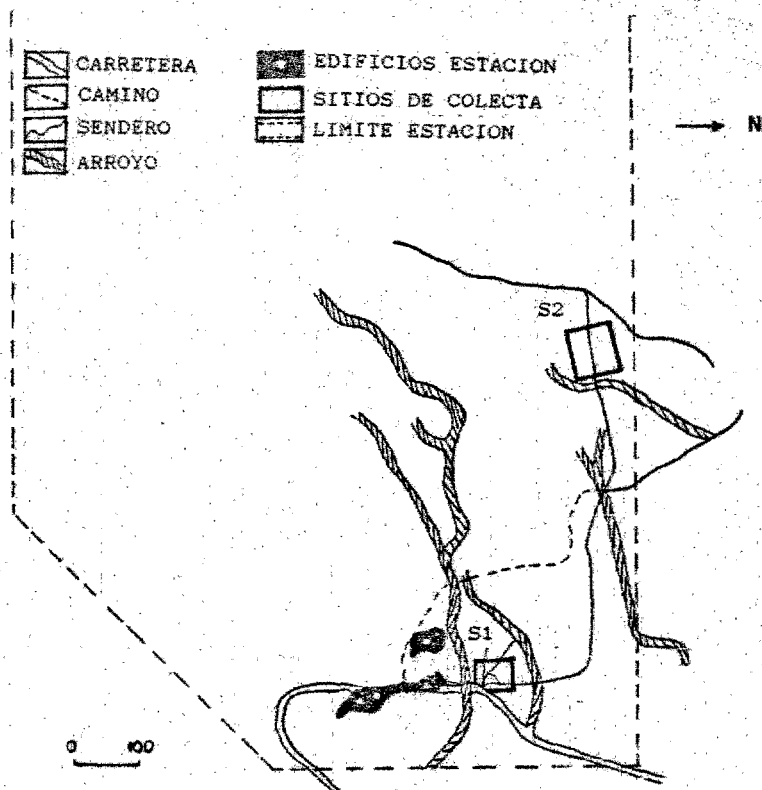 CARRETERA
CAMINO
SENDERO
ARROYO
EDIFICIOS ESTACION
SITIOS DE COLECTA
LIMITE ESTACION
N
S2
S1
0 100